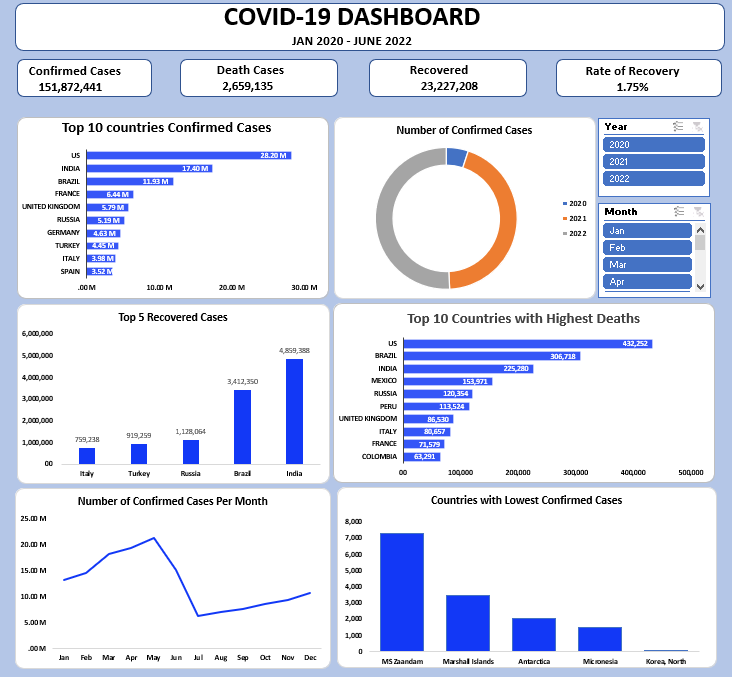 COVID-19 DASHBOARD
JAN 2020 - JUNE 2022
Confirmed Cases
151,872,441
Death Cases
2,659,135
Recovered
23,227,208
Rate of Recovery
1.75%
Top 10 countries Confirmed Cases
US 28.20 M
INDIA 17.40 M
BRAZIL 11.93 M
FRANCE 6.44 M
UNITED KINGDOM 5.79 M
RUSSIA 5.19 M
GERMANY 4.63 M
TURKEY 4.45 M
ITALY 3.98 M
SPAIN 3.52 M
.00 M 10.00 M 20.00 M 30.00 M
Number of Confirmed Cases
2020
2021
2022
Year
2020
2021
2022
Month
Jan
Feb
Mar
Apr
Top 5 Recovered Cases
6,000,000
5,000,000
4,000,000
3,000,000
2,000,000
1,000,000
00
759,238
919,259
1,128,064
3,412,350
4,859,388
Italy Turkey Russia Brazil India
Top 10 Countries with Highest Deaths
US 432,252
BRAZIL 306,718
INDIA 225,280
MEXICO 153,971
RUSSIA 120,354
PERU 113,524
UNITED KINGDOM 86,530
ITALY 80,657
FRANCE 71,579
COLOMBIA 63,291
00 100,000 200,000 300,000 400,000 500,000
Number of Confirmed Cases Per Month
25.00 M
20.00 M
15.00 M
10.00 M
5.00 M
.00 M
Jan Feb Mar Apr May Jun Jul Aug Sep Oct Nov Dec
Countries with Lowest Confirmed Cases
8,000
7,000
6,000
5,000
4,000
3,000
2,000
1,000
0
MS Zaandam Marshall Islands Antarctica Micronesia Korea, North